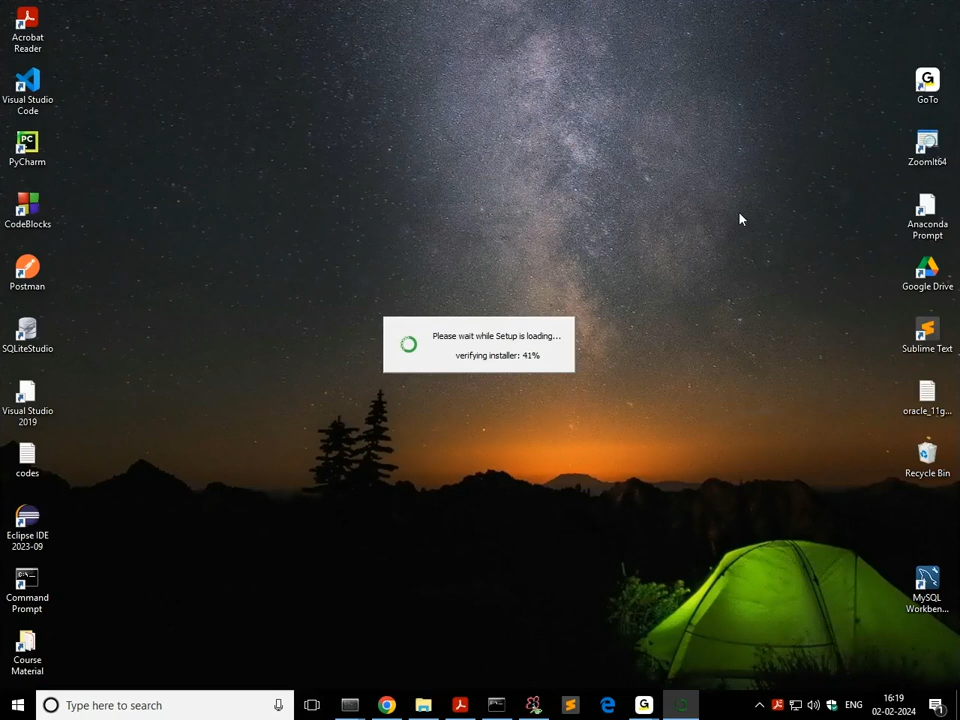 Acrobat
Reader
Visual Studio
Code
PC
PyCharm
CodeBlocks
Postman
SQLiteStudio
Visual Studio
2019
codes
Eclipse IDE
2023-09
Command
Prompt
Course
Material
Please wait while Setup is loading...
verifying installer: 41%
G
GoTo
ZoomIt64
Anaconda
Prompt
Google Drive
Sublime Text
oracle_11g...
Recycle Bin
MySQL
Workben...
Type here to search
G
ENG
16:19
02-02-2024
1